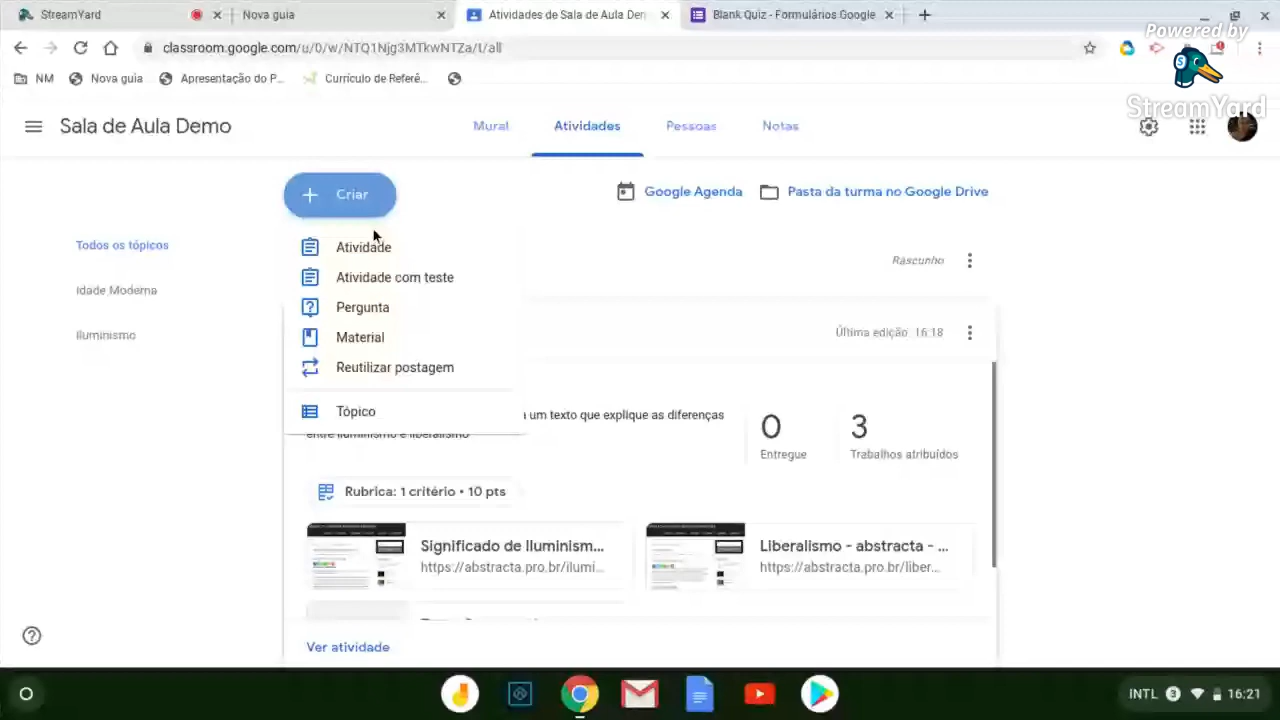 StreamYard
Nova guia
Atividades de Sala de Aula Den
Blank Quiz - Formulários Google
classroom.google.com/u/0/w/NTQ1Njg3MTkwNTZa/t/all
Powered by
StreamYard
NM
Nova guia
Apresentação do P...
Currículo de Referê...
Sala de Aula Demo
Mural
Atividades
Pessoas
Notas
Criar
Google Agenda
Pasta da turma no Google Drive
Todos os tópicos
Idade Moderna
Iluminismo
Atividade
Atividade com teste
Pergunta
Material
Reutilizar postagem
Tópico
Rascunho
Última edição: 16:18
um texto que explique as diferenças
entre iluminismo e liberalismo
0
Entregue
3
Trabalhos atribuídos
Rubrica: 1 critério • 10 pts
Significado de Iluminism...
https://abstracta.pro.br/ilumi...
Liberalismo - abstracta - ...
https://abstracta.pro.br/liber...
Ver atividade
INTL
3
16:21